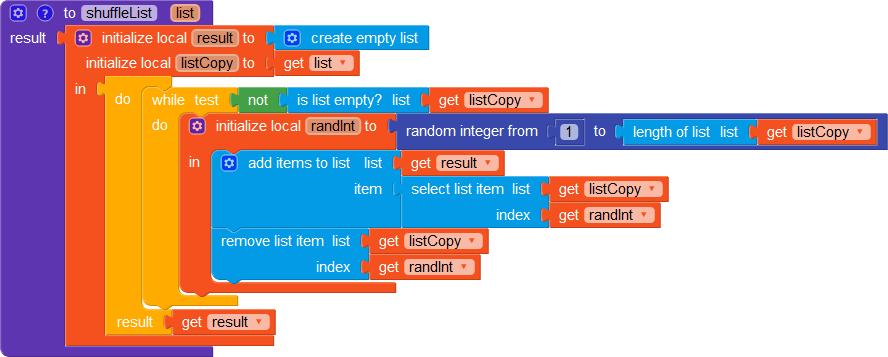 ? to shuffleList list
result initialize local result to create empty list
initialize local listCopy to get list
in do while test not is list empty? list get listCopy
do initialize local randInt to random integer from 1 to length of list list get listCopy
in add items to list list get result
item select list item list get listCopy
index get randInt
remove list item list get listCopy
index get randInt
result get result